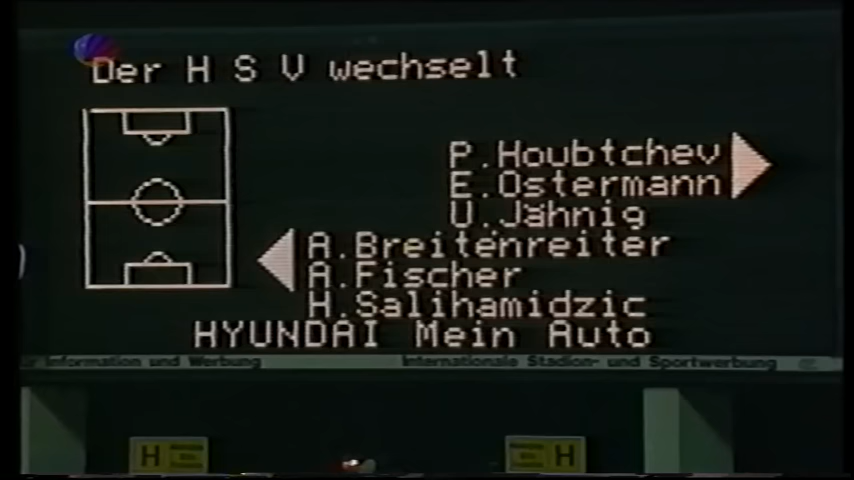 Der H S V wechselt
P.Houbtchev
E.Ostermann
U.Jähnig
A.Breitenreiter
A.Fischer
H.Salihamidzic
HYUNDAI Mein Auto
Information und Werbung
Internationale Stadion- und Sportwerbung
H
H